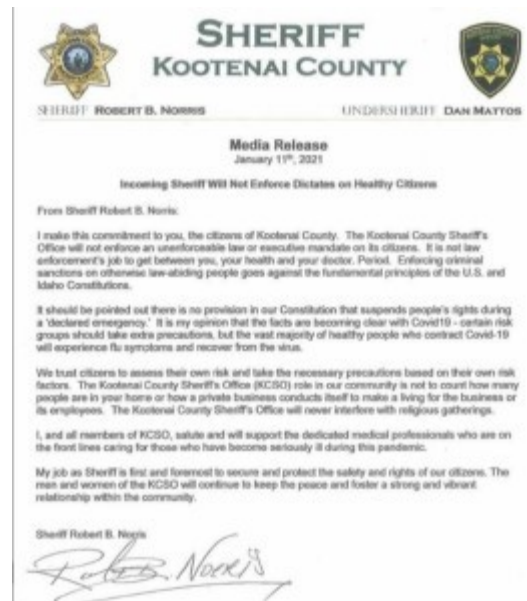 SHERIFF
KOOTENAI COUNTY
SHERIFF ROBERT B. NORRIS UNDERSHERIFF DAN MATTOS
Media Release
January 11th, 2021
Incoming Sheriff Will Not Enforce Dictates on Healthy Citizens
From Sheriff Robert B. Norris:
I make this commitment to you, the citizens of Kootenai County. The Kootenai County Sheriff's
Office will not enforce an unenforceable law or executive mandate on its citizens. It is not law
enforcement's job to get between you, your health and your doctor. Period. Enforcing criminal
sanctions on otherwise law-abiding people goes against the fundamental principles of the U.S. and
Idaho Constitutions.
It should be pointed out there is no provision in our Constitution that suspends people's rights during
a 'declared emergency.' It is my opinion that the facts are becoming clear with Covid19 - certain risk
groups should take extra precautions, but the vast majority of healthy people who contract Covid-19
will experience flu symptoms and recover from the virus.
We trust citizens to assess their own risk and take the necessary precautions based on their own risk
factors. The Kootenai County Sheriff's Office (KCSO) role in our community is not to count how many
people are in your home or how a private business conducts itself to make a living for the business or
its employees. The Kootenai County Sheriff's Office will never interfere with religious gatherings.
I, and all members of KCSO, salute and will support the dedicated medical professionals who are on
the front lines caring for those who have become seriously ill during this pandemic.
My job as Sheriff is first and foremost to secure and protect the safety and rights of our citizens. The
men and women of the KCSO will continue to keep the peace and foster a strong and vibrant
relationship within the community.
Sheriff Robert B. Norris
Robert B. Norris